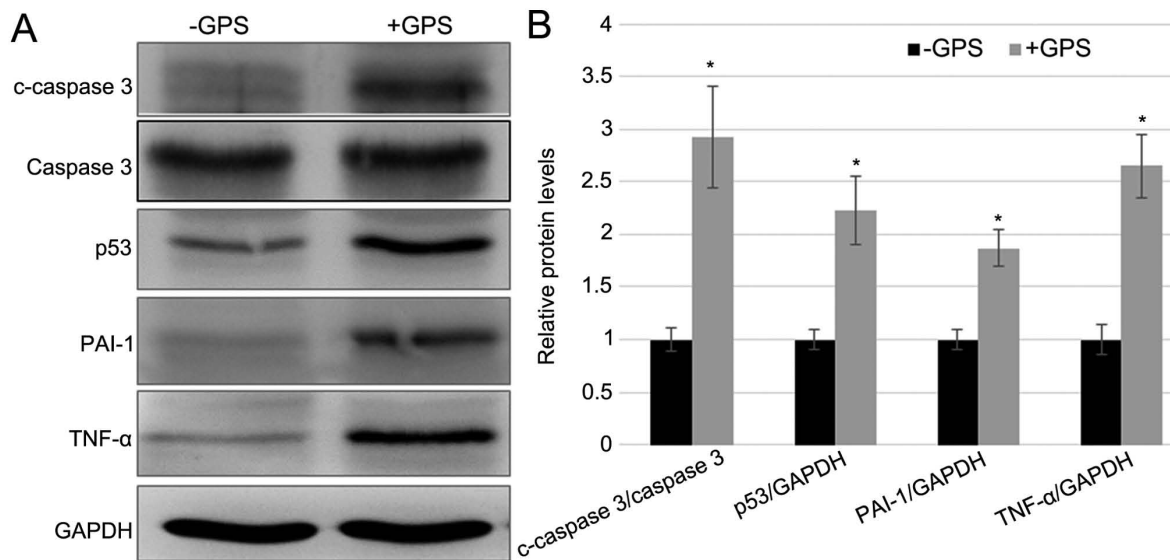 A
-GPS +GPS
c-caspase 3
Caspase 3
p53
PAI-1
TNF-α
GAPDH
B
-GPS +GPS
Relative protein levels
4
3.5
3
2.5
2
1.5
1
0.5
0
* * * *
c-caspase 3/caspase 3
p53/GAPDH
PAI-1/GAPDH
TNF-α/GAPDH